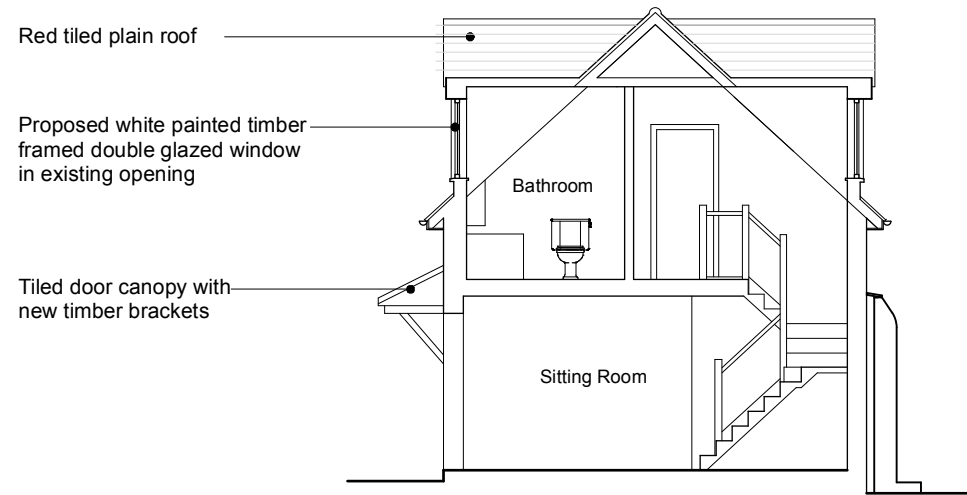 Red tiled plain roof
Proposed white painted timber
framed double glazed window
in existing opening
Bathroom
Tiled door canopy with
new timber brackets
Sitting Room